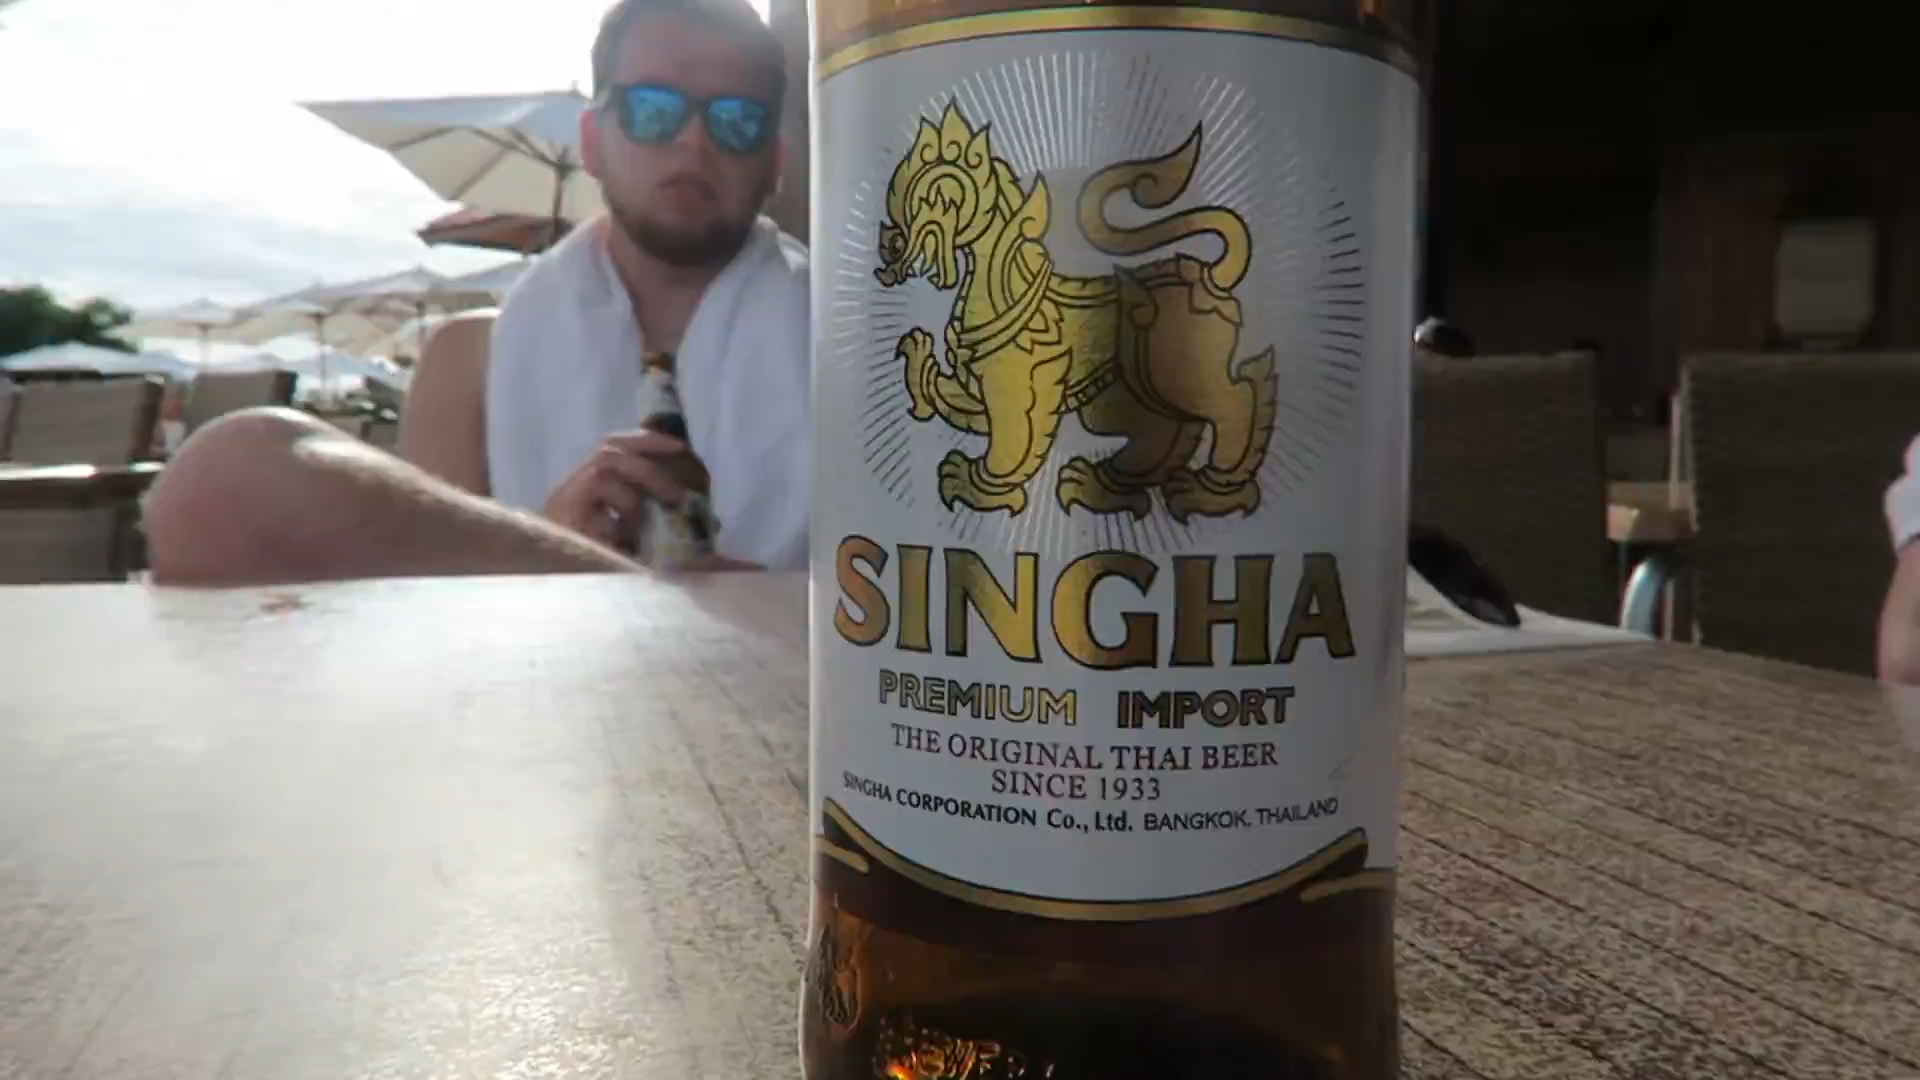 SINGHA
PREMIUM IMPORT
THE ORIGINAL THAI BEER
SINCE 1933
SINGHA CORPORATION Co., Ltd. BANGKOK, THAILAND